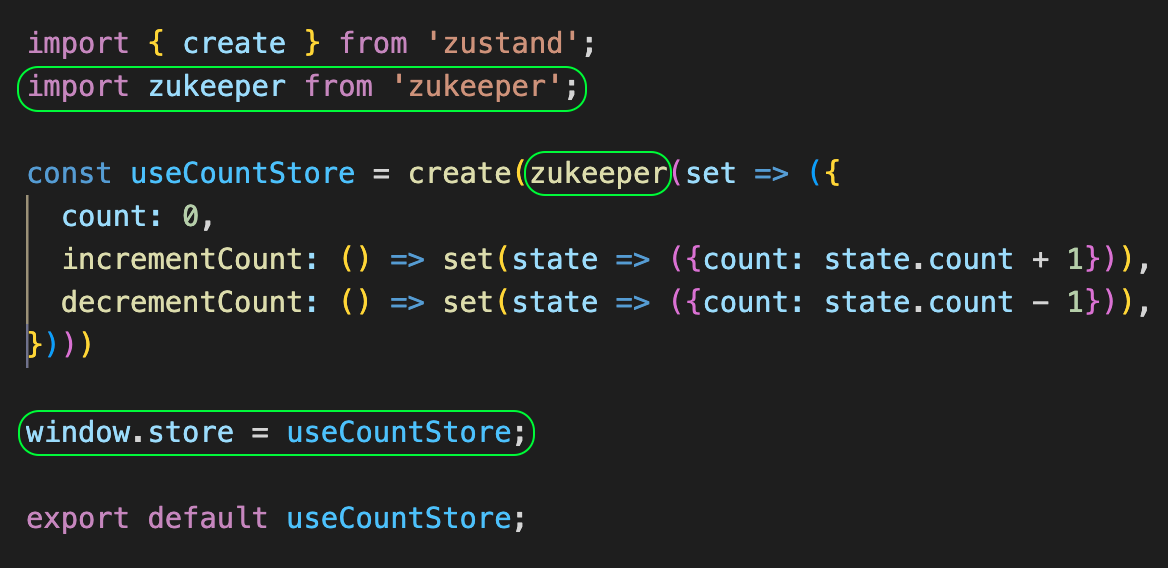 import { create } from 'zustand';
import zukeeper from 'zukeeper';
const useCountStore = create(zukeeper(set => ({
  count: 0,
  incrementCount: () => set(state => ({count: state.count + 1})),
  decrementCount: () => set(state => ({count: state.count - 1})),
})))
window.store = useCountStore;
export default useCountStore;